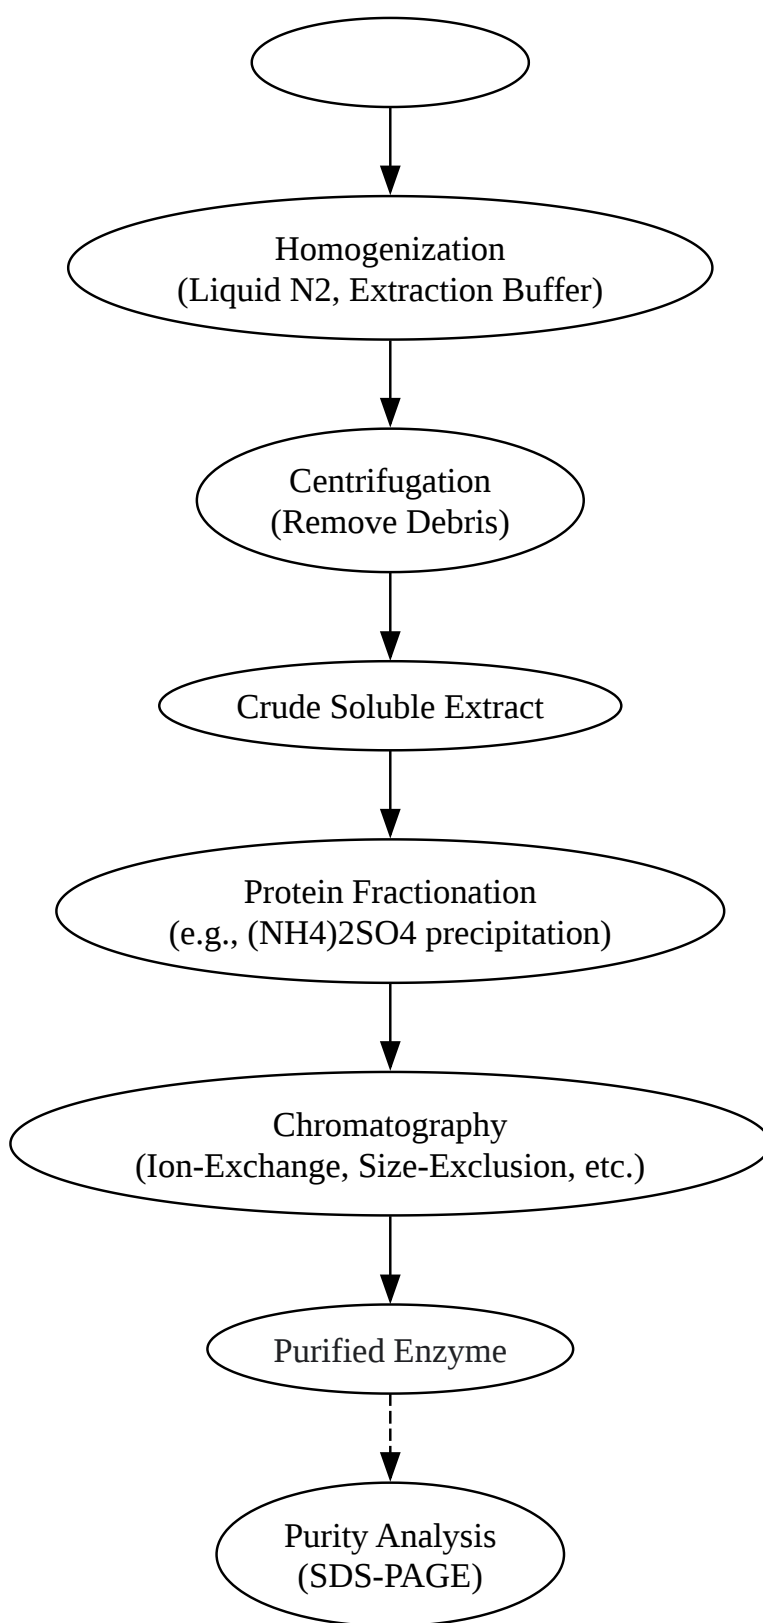 Homogenization
(Liquid N2, Extraction Buffer)
Centrifugation
(Remove Debris)
Crude Soluble Extract
Protein Fractionation
(e.g., (NH4)2SO4 precipitation)
Chromatography
(Ion-Exchange, Size-Exclusion, etc.)
Purified Enzyme
Purity Analysis
(SDS-PAGE)